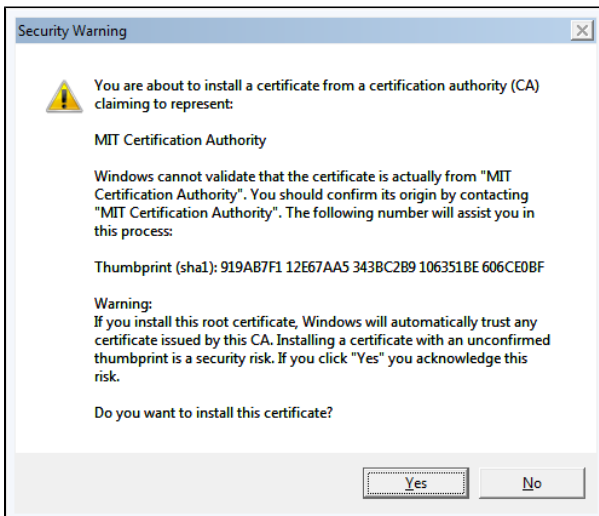 Security Warning
You are about to install a certificate from a certification authority (CA)
claiming to represent:
MIT Certification Authority
Windows cannot validate that the certificate is actually from "MIT
Certification Authority". You should confirm its origin by contacting
"MIT Certification Authority". The following number will assist you in
this process:
Thumbprint (sha1): 919AB7F1 12E67AA5 343BC2B9 106351BE 606CE0BF
Warning:
If you install this root certificate, Windows will automatically trust any
certificate issued by this CA. Installing a certificate with an unconfirmed
thumbprint is a security risk. If you click "Yes" you acknowledge this
risk.
Do you want to install this certificate?
Yes
No